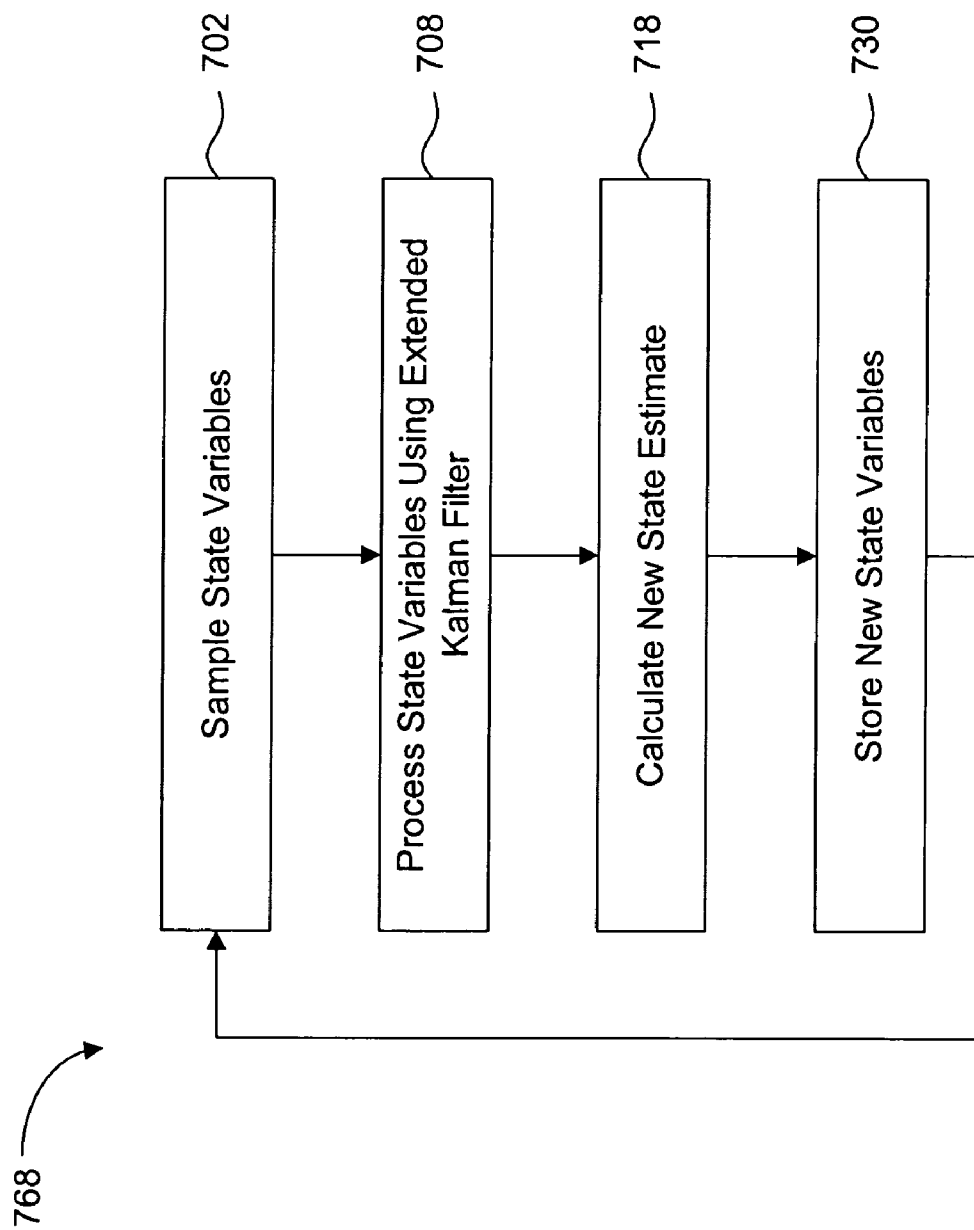 768
Sample State Variables
702
Process State Variables Using Extended
Kalman Filter
708
Calculate New State Estimate
718
Store New State Variables
730